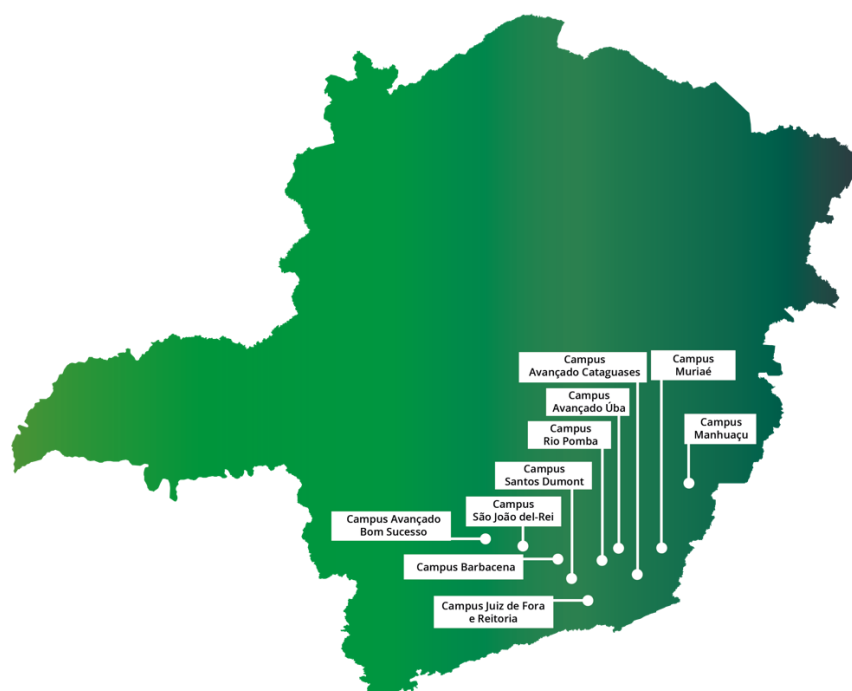 Campus
Avançado Cataguases
Campus
Muriaé
Campus
Avançado Úba
Campus
Rio Pomba
Campus
Manhuaçu
Campus
Santos Dumont
Campus
São João del-Rei
Campus Avançado
Bom Sucesso
Campus Barbacena
Campus Juiz de Fora
e Reitoria